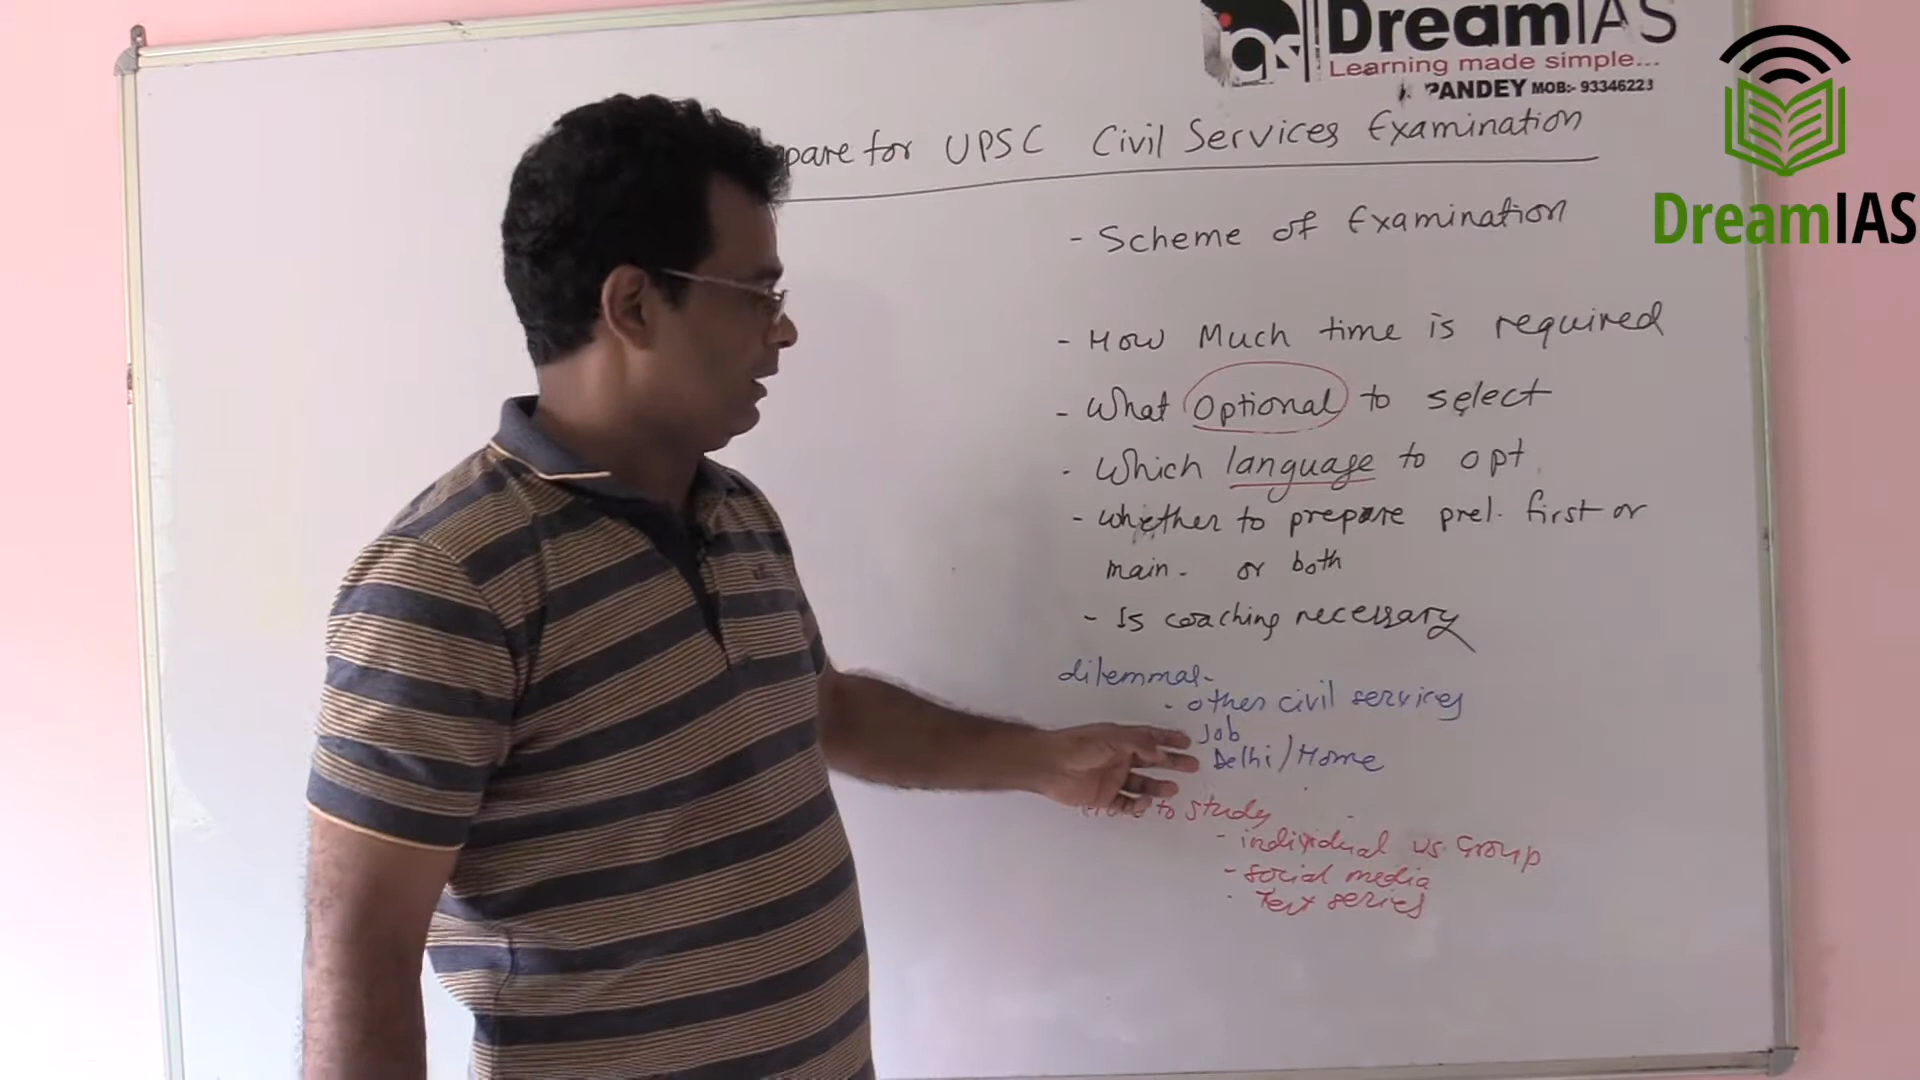 ias DreamIAS
Learning made simple...
PANDEY MOB:- 93346223
DreamIAS
pare for UPSC Civil Services Examination
- Scheme of Examination
- How Much time is required
- What Optional to select
- Which language to opt
- whether to prepare prel. first or
main - or both
- Is coaching necessary
dilemmas-
- other civil services
Job
Delhi/Home
to study
- individual vs. Group
- social media
- Test series